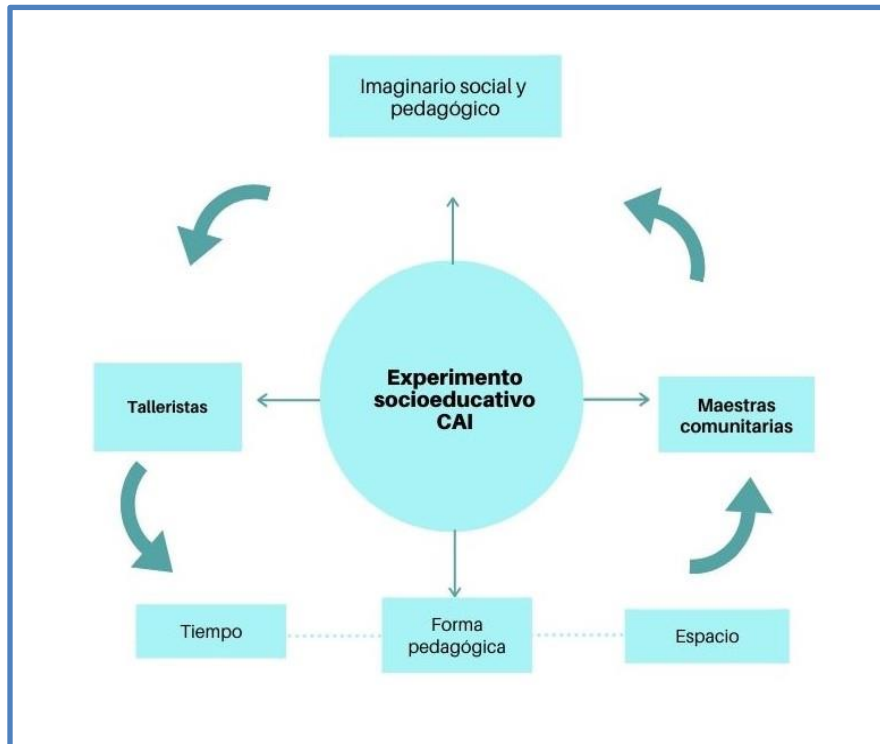 Imaginario social y
pedagógico
Experimento
socioeducativo
CAI
Talleristas
Maestras
comunitarias
Tiempo
Forma
pedagógica
Espacio